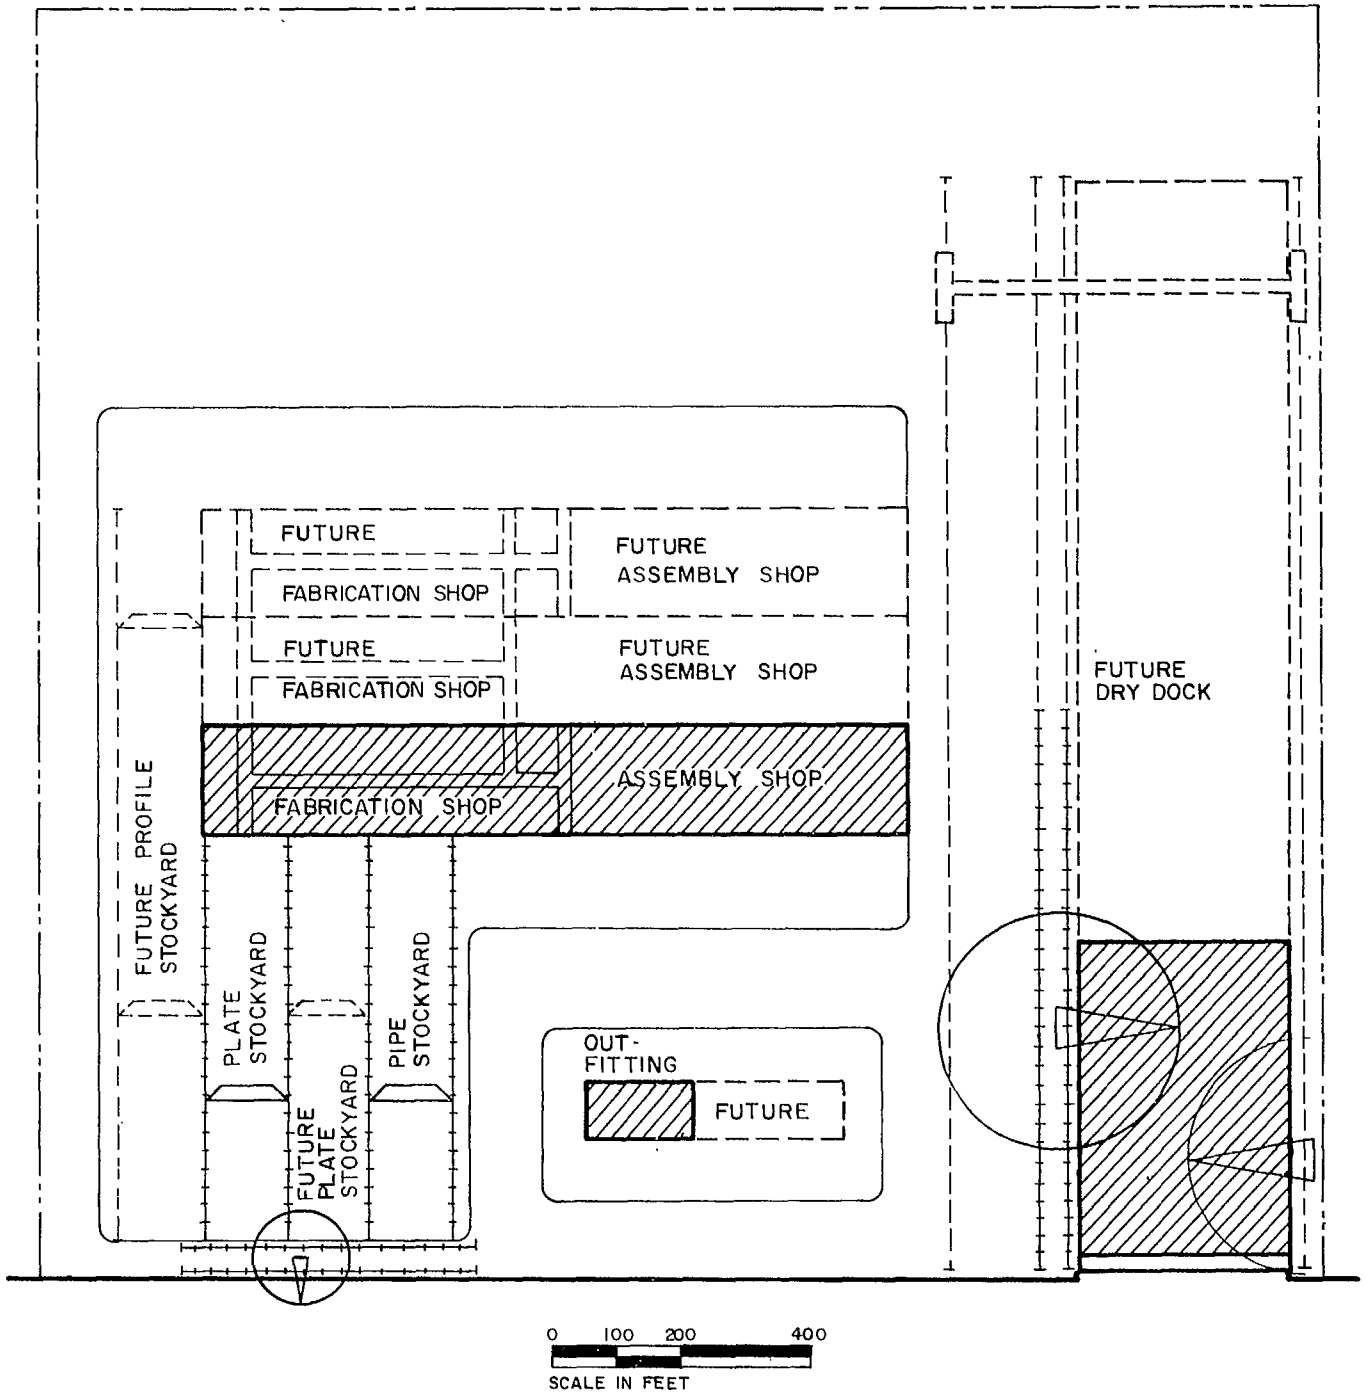 FUTURE
FABRICATION SHOP
FUTURE
ASSEMBLY SHOP
FUTURE
FABRICATION SHOP
FUTURE
ASSEMBLY SHOP
FUTURE
DRY DOCK
FABRICATION SHOP
ASSEMBLY SHOP
FUTURE PROFILE
STOCKYARD
PLATE
STOCKYARD
FUTURE
PLATE
STOCKYARD
PIPE
STOCKYARD
OUT-
FITTING
FUTURE
0 100 200 400
SCALE IN FEET